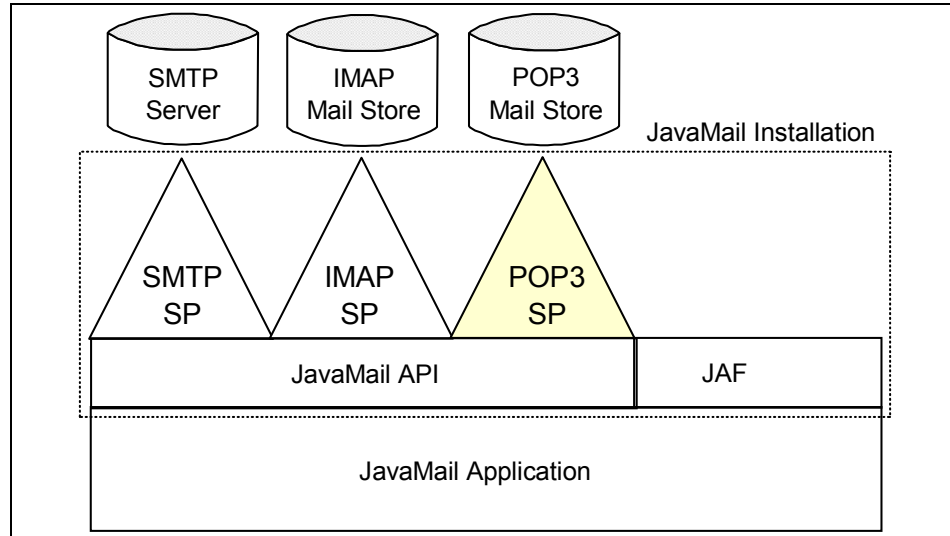 SMTP
Server
IMAP
Mail Store
POP3
Mail Store
JavaMail Installation
SMTP
SP
IMAP
SP
POP3
SP
JavaMail API
JAF
JavaMail Application